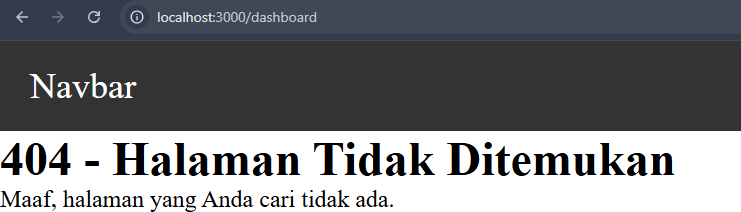 localhost:3000/dashboard
Navbar
404 - Halaman Tidak Ditemukan
Maaf, halaman yang Anda cari tidak ada.